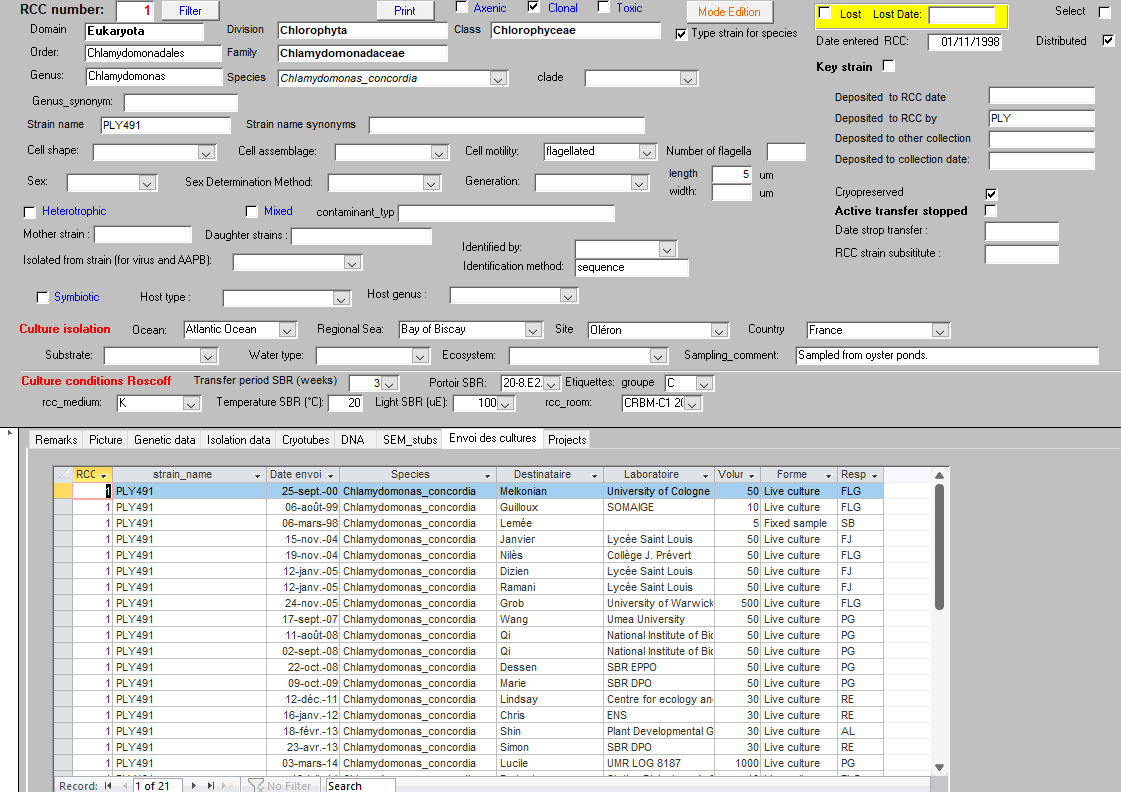 RCC number: 1 Filter Print Axenic Clonal Toxic Mode Edition Lost Lost Date: Select
Domain Eukaryota Division Chlorophyta Class Chlorophyceae Type strain for species Date entered RCC: 01/11/1998 Distributed
Order: Chlamydomonadales Family Chlamydomonadaceae
Genus: Chlamydomonas Species Chlamydomonas_concordia clade Key strain
Genus_synonym: Deposited to RCC date
Strain name PLY491 Strain name synonyms Deposited to RCC by PLY
Deposited to other collection
Cell shape: Cell assemblage: Cell motility: flagellated Number of flagella Deposited to collection date:
length 5 um
Sex: Sex Determination Method: Generation: width: um Cryopreserved
Heterotrophic Mixed contaminant_typ Active transfer stopped
Mother strain : Daughter strains : Date strop transfer :
Identified by: RCC strain subsititute :
Isolated from strain (for virus and AAPB): Identification method: sequence
Symbiotic Host type : Host genus :
Culture isolation Ocean: Atlantic Ocean Regional Sea: Bay of Biscay Site Oléron Country France
Substrate: Water type: Ecosystem: Sampling_comment: Sampled from oyster ponds.
Culture conditions Roscoff Transfer period SBR (weeks) 3 Portoir SBR: 20-8.E2. Etiquettes: groupe C
rcc_medium: K Temperature SBR (°C): 20 Light SBR (uE): 100 rcc_room: CRBM-C1 20
Remarks Picture Genetic data Isolation data Cryotubes DNA SEM_stubs Envoi des cultures Projects
RCC strain_name Date envoi Species Destinataire Laboratoire Volur Forme Resp
1 PLY491 25-sept.-00 Chlamydomonas_concordia Melkonian University of Cologne 50 Live culture FLG
1 PLY491 06-août-99 Chlamydomonas_concordia Guilloux SOMAIGE 10 Live culture FLG
1 PLY491 06-mars-98 Chlamydomonas_concordia Lemée 5 Fixed sample SB
1 PLY491 15-nov.-04 Chlamydomonas_concordia Janvier Lycée Saint Louis 50 Live culture FJ
1 PLY491 19-nov.-04 Chlamydomonas_concordia Nilès Collège J. Prévert 50 Live culture FLG
1 PLY491 12-janv.-05 Chlamydomonas_concordia Dizien Lycée Saint Louis 50 Live culture FJ
1 PLY491 12-janv.-05 Chlamydomonas_concordia Ramani Lycée Saint Louis 50 Live culture FJ
1 PLY491 24-nov.-05 Chlamydomonas_concordia Grob University of Warwick 500 Live culture FLG
1 PLY491 17-sept.-07 Chlamydomonas_concordia Wang Umea University 50 Live culture PG
1 PLY491 11-août-08 Chlamydomonas_concordia Qi National Institute of Bio 50 Live culture PG
1 PLY491 02-sept.-08 Chlamydomonas_concordia Qi National Institute of Bio 50 Live culture PG
1 PLY491 22-oct.-08 Chlamydomonas_concordia Dessen SBR EPPO 50 Live culture PG
1 PLY491 09-oct.-09 Chlamydomonas_concordia Marie SBR DPO 50 Live culture PG
1 PLY491 12-déc.-11 Chlamydomonas_concordia Lindsay Centre for ecology an 30 Live culture RE
1 PLY491 16-janv.-12 Chlamydomonas_concordia Chris ENS 30 Live culture RE
1 PLY491 18-févr.-13 Chlamydomonas_concordia Shin Plant Developmental G 30 Live culture AL
1 PLY491 23-avr.-13 Chlamydomonas_concordia Simon SBR DPO 30 Live culture RE
1 PLY491 03-mars-14 Chlamydomonas_concordia Lucile UMR LOG 8187 1000 Live culture PG
Record: 1 of 21 No Filter Search